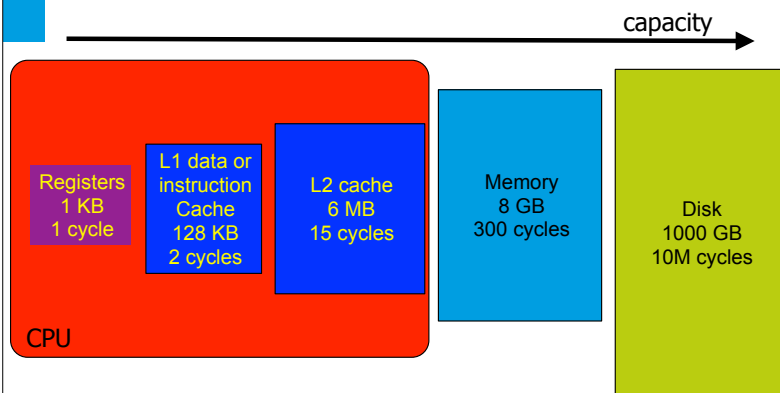 capacity
Registers
1 KB
1 cycle
L1 data or
instruction
Cache
128 KB
2 cycles
L2 cache
6 MB
15 cycles
Memory
8 GB
300 cycles
Disk
1000 GB
10M cycles
CPU